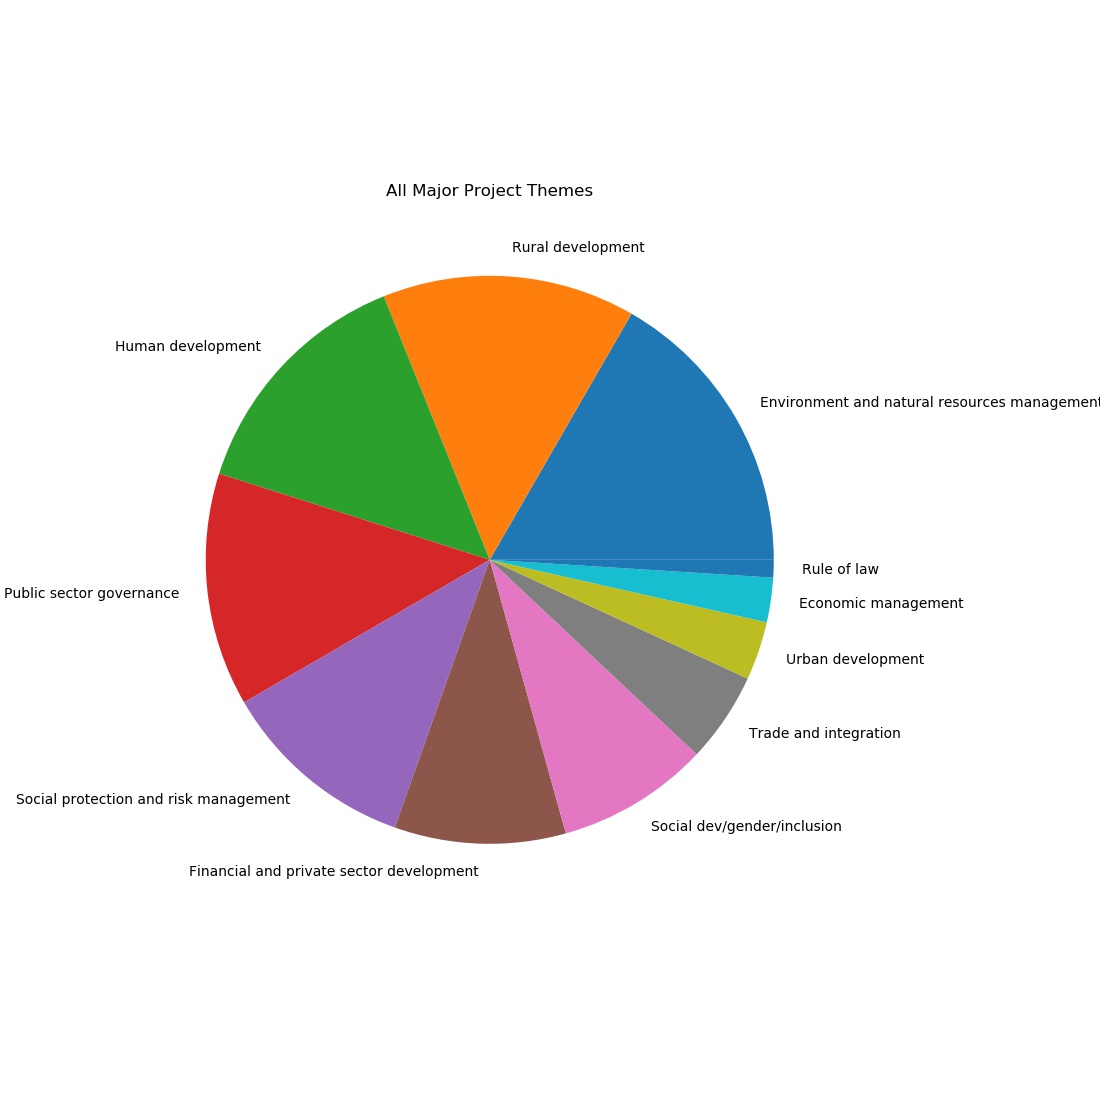 All Major Project Themes
Rural development
Human development
Environment and natural resources management
Public sector governance
Rule of law
Economic management
Urban development
Trade and integration
Social protection and risk management
Social dev/gender/inclusion
Financial and private sector development